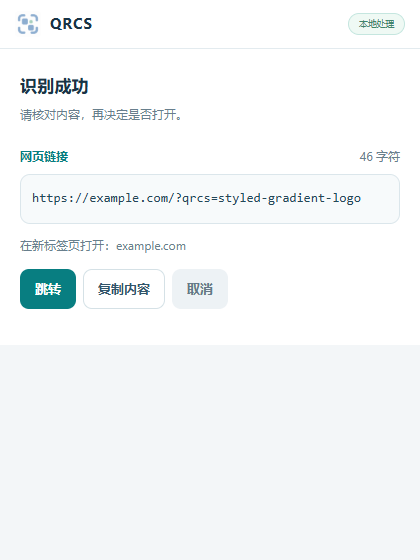 QRCS
本地处理
识别成功
请核对内容，再决定是否打开。
网页链接
46 字符
https://example.com/?qrcs=styled-gradient-logo
在新标签页打开：example.com
跳转
复制内容
取消